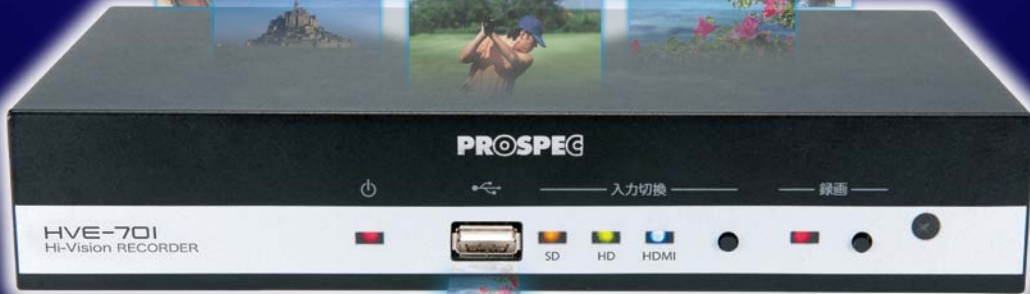 PROSPEC
入力切換
録画
HVE-701
Hi-Vision RECORDER
SD
HD
HDMI